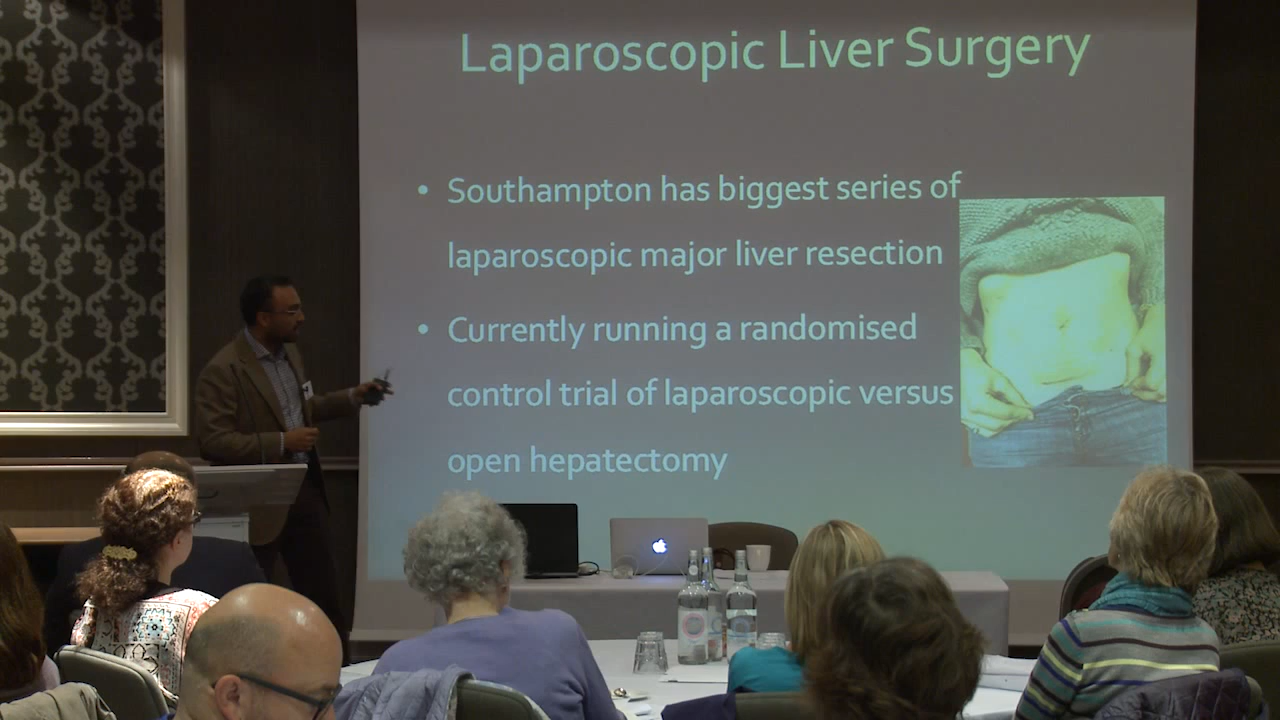 Laparoscopic Liver Surgery
• Southampton has biggest series of
laparoscopic major liver resection
• Currently running a randomised
control trial of laparoscopic versus
open hepatectomy